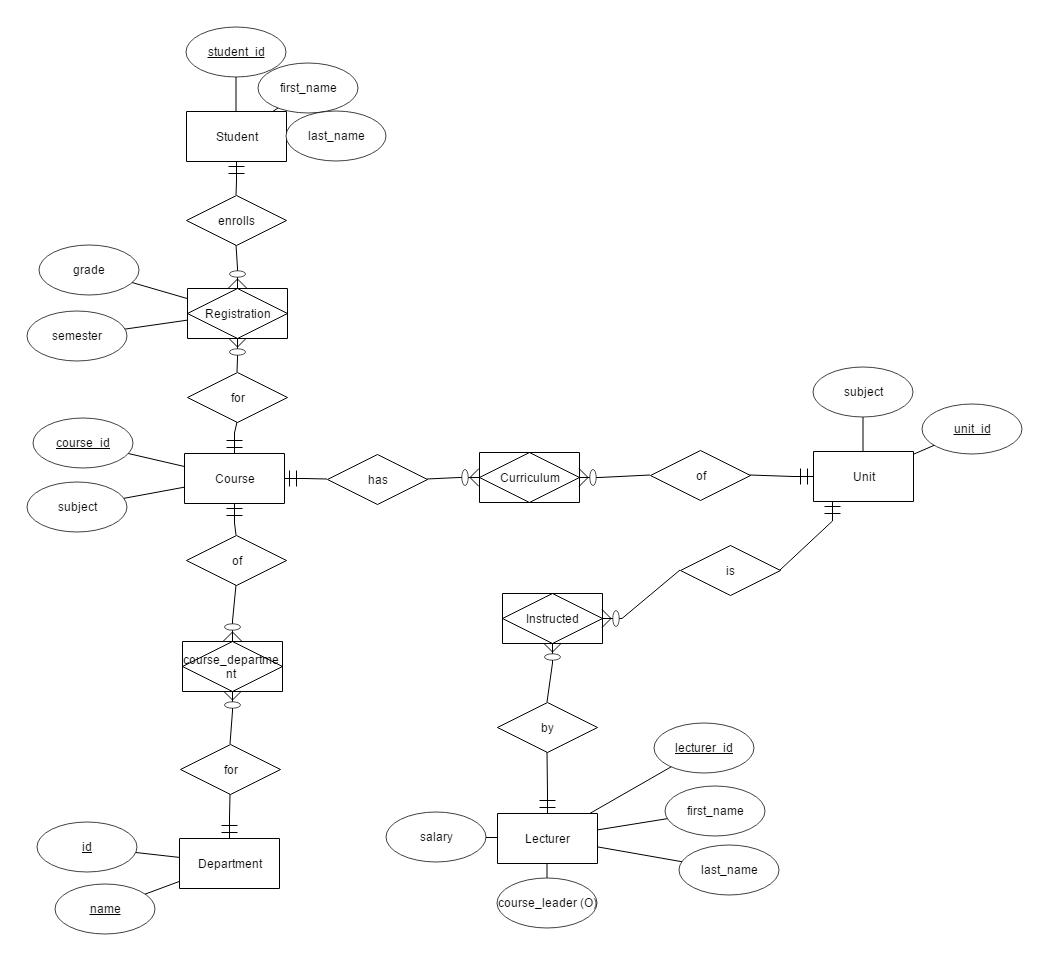 student_id
first_name
Student
last_name
enrolls
grade
Registration
semester
for
subject
unit_id
course_id
Course
has
Curriculum
of
Unit
subject
of
is
Instructed
course_departme
nt
by
lecturer_id
for
first_name
salary
Lecturer
id
Department
last_name
name
course_leader (O)